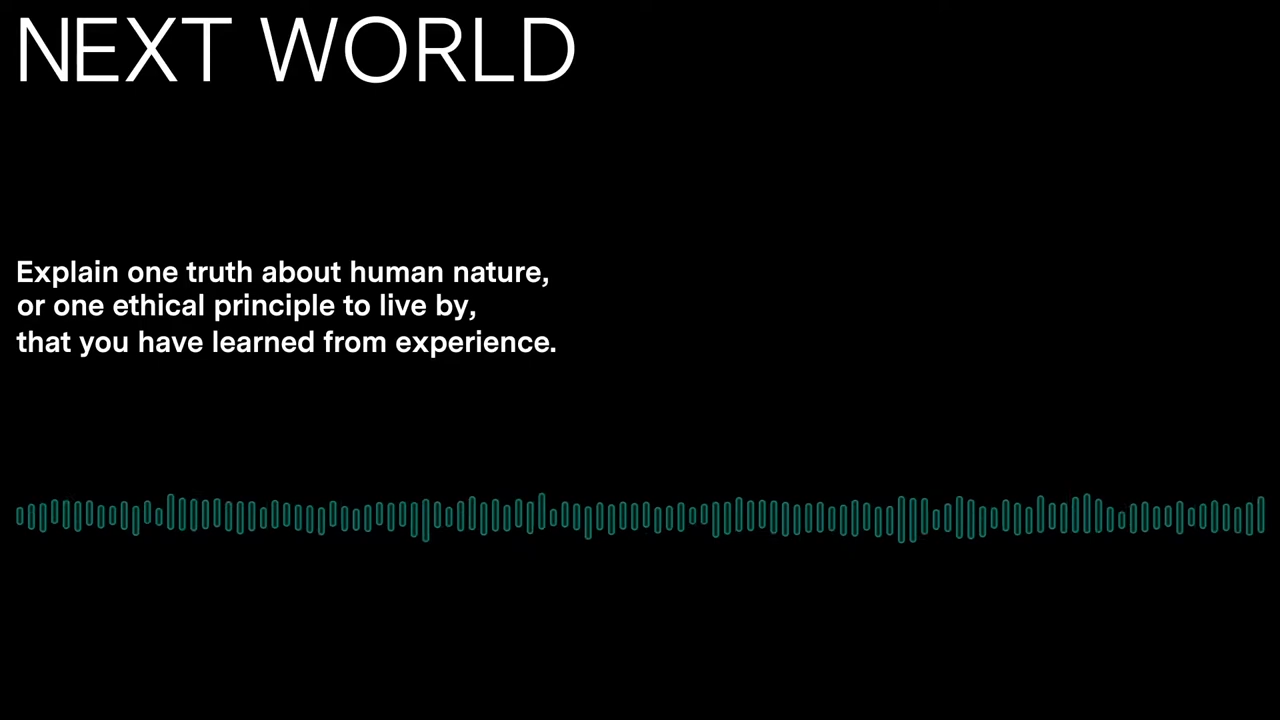 NEXT WORLD
Explain one truth about human nature,
or one ethical principle to live by,
that you have learned from experience.